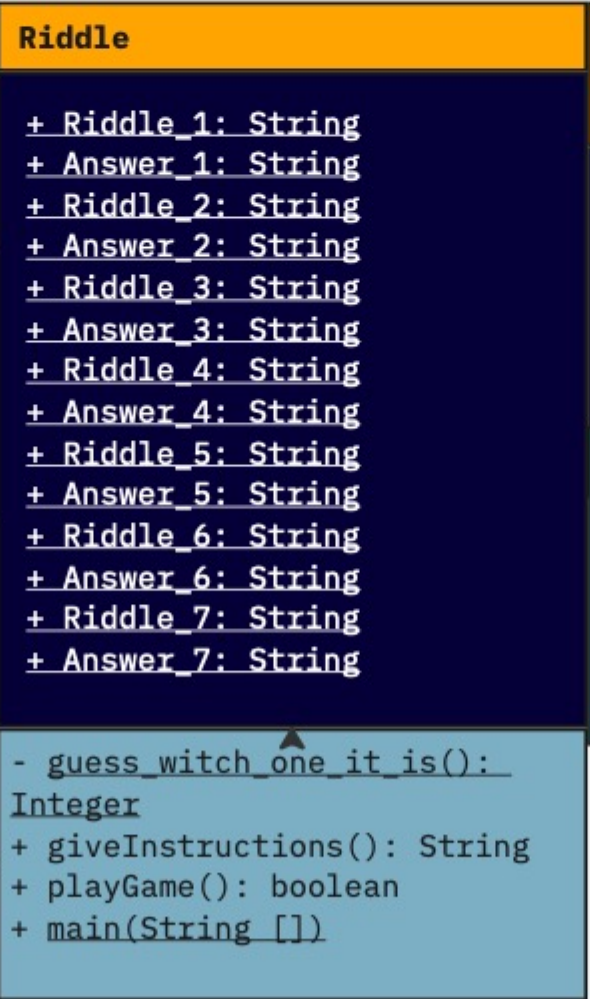 Riddle
+ Riddle_1: String
+ Answer_1: String
+ Riddle_2: String
+ Answer_2: String
+ Riddle_3: String
+ Answer_3: String
+ Riddle_4: String
+ Answer_4: String
+ Riddle_5: String
+ Answer_5: String
+ Riddle_6: String
+ Answer_6: String
+ Riddle_7: String
+ Answer_7: String
- guess_witch_one_it_is():
Integer
+ giveInstructions(): String
+ playGame(): boolean
+ main(String [])